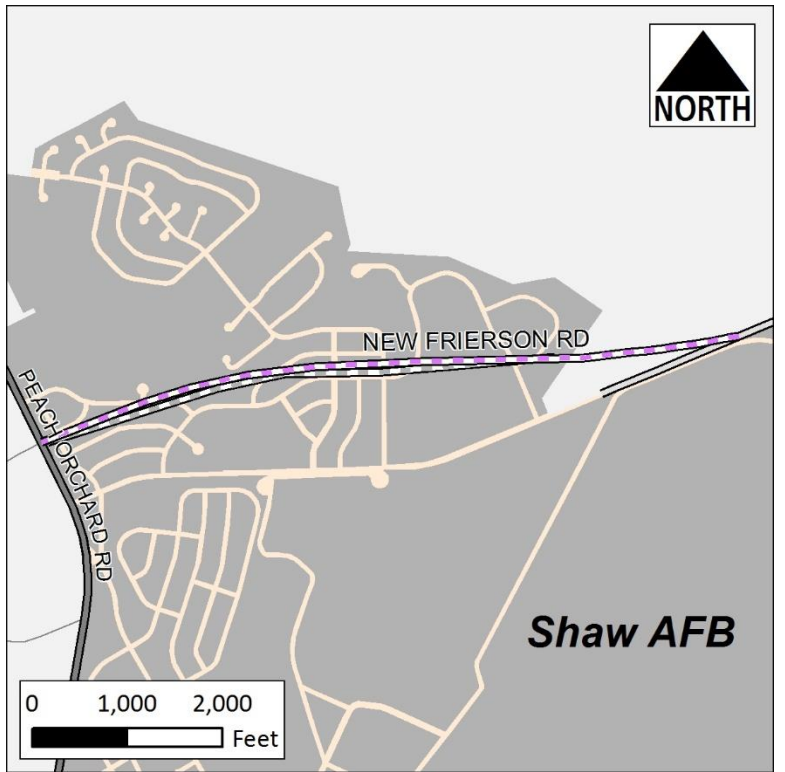 NORTH
NEW FRIERSON RD
PEACH ORCHARD RD
Shaw AFB
0 1,000 2,000
Feet